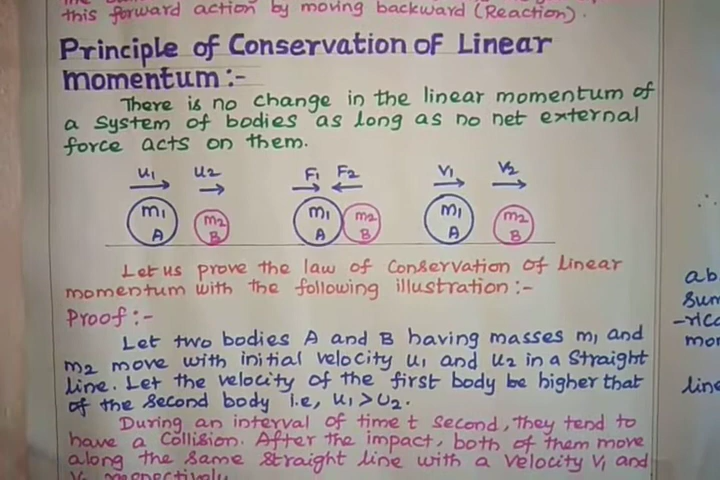 this forward action by moving backward (Reaction).
Principle of Conservation of Linear
momentum:-
There is no change in the linear momentum of
a system of bodies as long as no net external
force acts on them.
u1 u2 F1 F2 V1 V2
m1 m2 m1 m2 m1 m2
A B A B A B
Let us prove the law of Conservation of linear
momentum with the following illustration:-
Proof:-
Let two bodies A and B having masses m1 and
m2 move with initial velocity u1 and u2 in a straight
line. Let the velocity of the first body be higher that
of the second body i.e, u1>u2.
During an interval of time t second, they tend to
have a Collision. After the impact, both of them move
along the same straight line with a velocity V1 and
ab
sum
mor
line